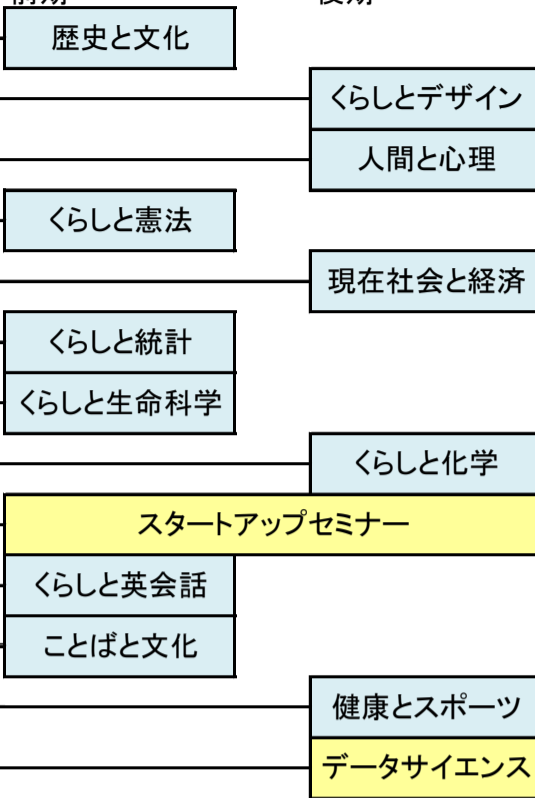 前期 後期
歴史と文化
くらしとデザイン
人間と心理
くらしと憲法
現在社会と経済
くらしと統計
くらしと生命科学
くらしと化学
スタートアップセミナー
くらしと英会話
ことばと文化
健康とスポーツ
データサイエンス